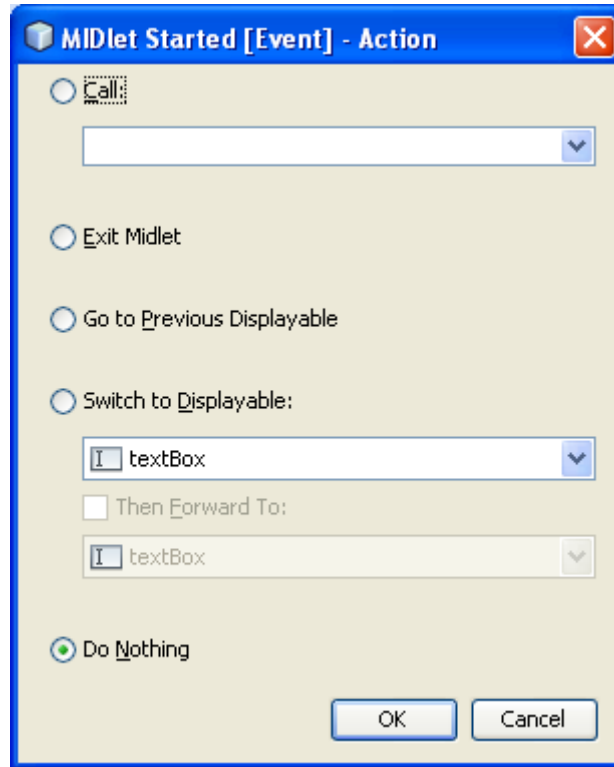 MIDlet Started [Event] - Action
Call:
Exit Midlet
Go to Previous Displayable
Switch to Displayable:
textBox
Then Forward To:
textBox
Do Nothing
OK Cancel